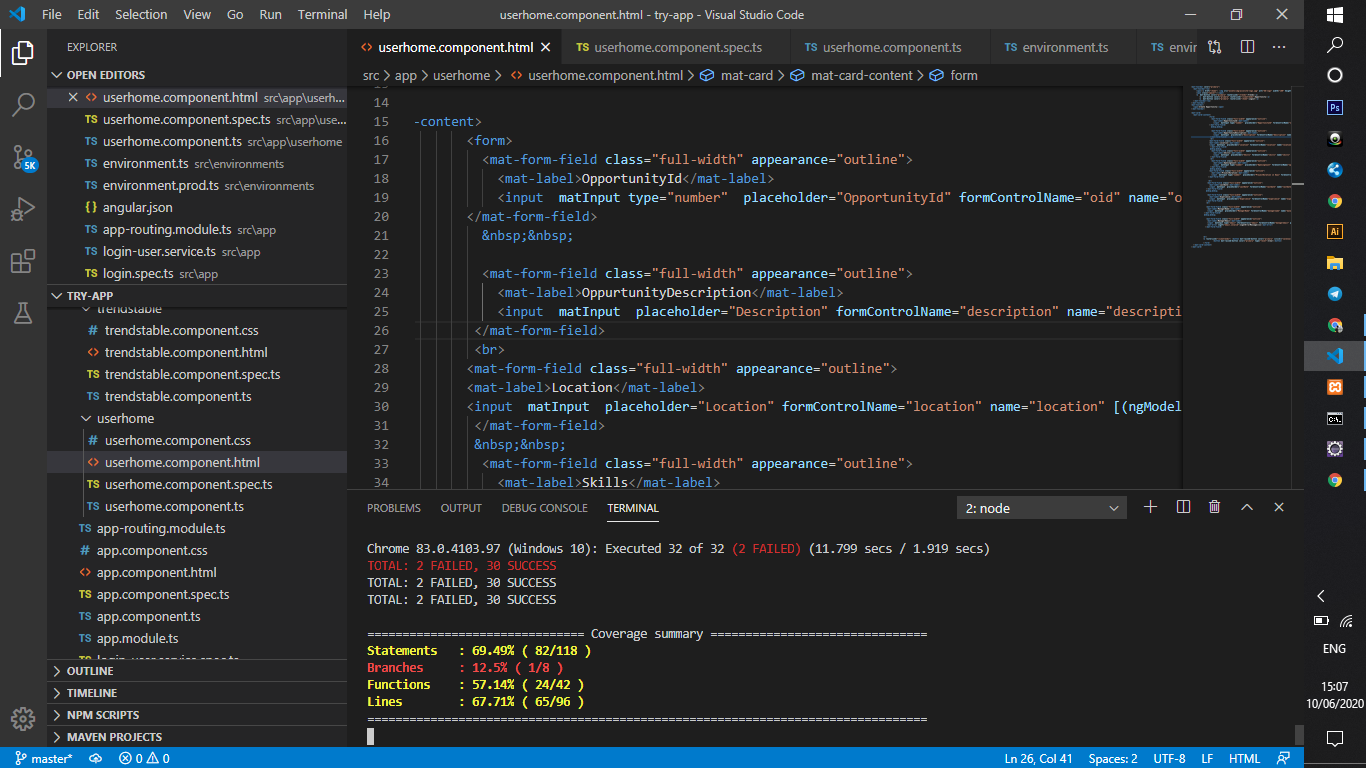 File Edit Selection View Go Run Terminal Help
userhome.component.html - try-app - Visual Studio Code
EXPLORER
OPEN EDITORS
userhome.component.html src\app\userh...
userhome.component.spec.ts src\app\use...
userhome.component.ts src\app\userhome
environment.ts src\environments
environment.prod.ts src\environments
{} angular.json
TS app-routing.module.ts src\app
TS login-user.service.ts src\app
TS login.spec.ts src\app
TRY-APP
trendstable
# trendstable.component.css
<> trendstable.component.html
TS trendstable.component.spec.ts
TS trendstable.component.ts
userhome
# userhome.component.css
<> userhome.component.html
TS userhome.component.spec.ts
TS userhome.component.ts
TS app-routing.module.ts
# app.component.css
<> app.component.html
TS app.component.spec.ts
TS app.component.ts
TS app.module.ts
OUTLINE
TIMELINE
NPM SCRIPTS
MAVEN PROJECTS
5K
<> userhome.component.html
TS userhome.component.spec.ts
TS userhome.component.ts
TS environment.ts
TS envir
src > app > userhome > <> userhome.component.html > mat-card > mat-card-content > form
14
15 -content>
16 <form>
17 <mat-form-field class="full-width" appearance="outline">
18 <mat-label>OpportunityId</mat-label>
19 <input matInput type="number" placeholder="OpportunityId" formControlName="oid" name="o
20 </mat-form-field>
21 &nbsp;&nbsp;
22
23 <mat-form-field class="full-width" appearance="outline">
24 <mat-label>OppurtunityDescription</mat-label>
25 <input matInput placeholder="Description" formControlName="description" name="descripti
26 </mat-form-field>
27 <br>
28 <mat-form-field class="full-width" appearance="outline">
29 <mat-label>Location</mat-label>
30 <input matInput placeholder="Location" formControlName="location" name="location" [(ngModel
31 </mat-form-field>
32 &nbsp;&nbsp;
33 <mat-form-field class="full-width" appearance="outline">
34 <mat-label>Skills</mat-label>
PROBLEMS OUTPUT DEBUG CONSOLE TERMINAL
2: node
Chrome 83.0.4103.97 (Windows 10): Executed 32 of 32 (2 FAILED) (11.799 secs / 1.919 secs)
TOTAL: 2 FAILED, 30 SUCCESS
TOTAL: 2 FAILED, 30 SUCCESS
TOTAL: 2 FAILED, 30 SUCCESS
=============================== Coverage summary ===============================
Statements : 69.49% ( 82/118 )
Branches : 12.5% ( 1/8 )
Functions : 57.14% ( 24/42 )
Lines : 67.71% ( 65/96 )
================================================================================
master*
0 0
Ln 26, Col 41 Spaces: 2 UTF-8 LF HTML
Ps
Ai
ENG
15:07
10/06/2020